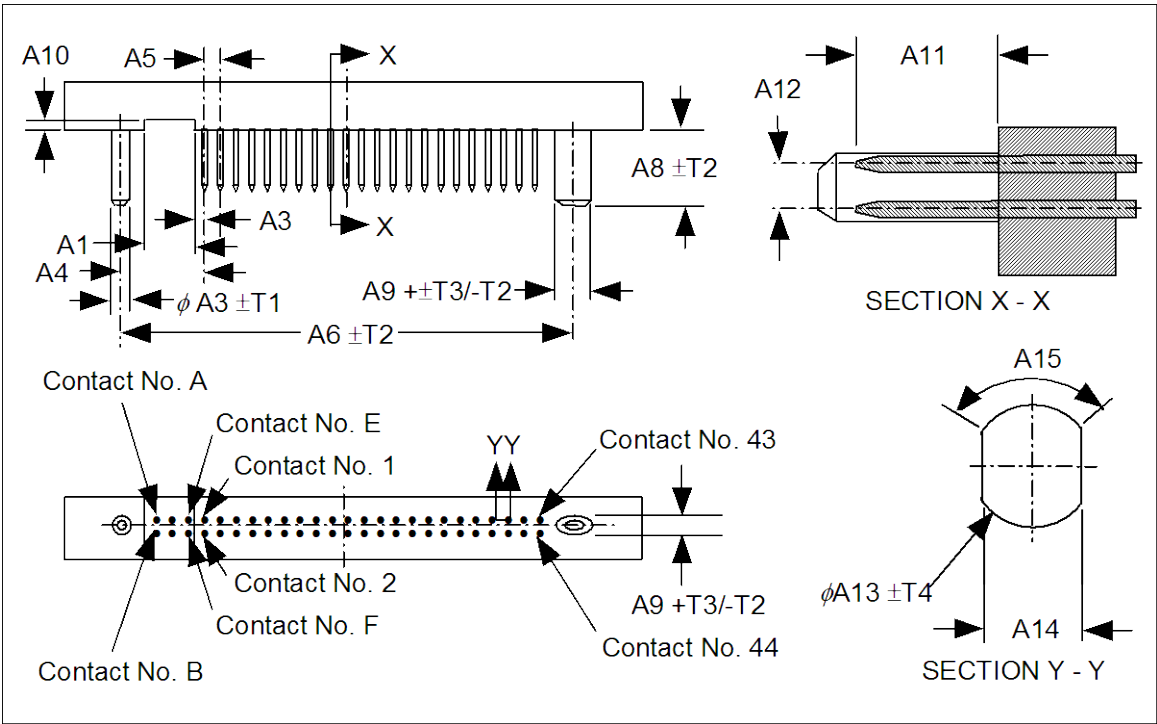 A10
A5
X
A11
A12
A8 ±T2
A3
X
A1
A4
ϕ A3 ±T1
A9 +±T3/-T2
A6 ±T2
SECTION X - X
Contact No. A
Contact No. E
Contact No. 1
YY
Contact No. 43
A15
Contact No. 2
Contact No. F
Contact No. B
A9 +T3/-T2
Contact No. 44
ϕA13 ±T4
A14
SECTION Y - Y